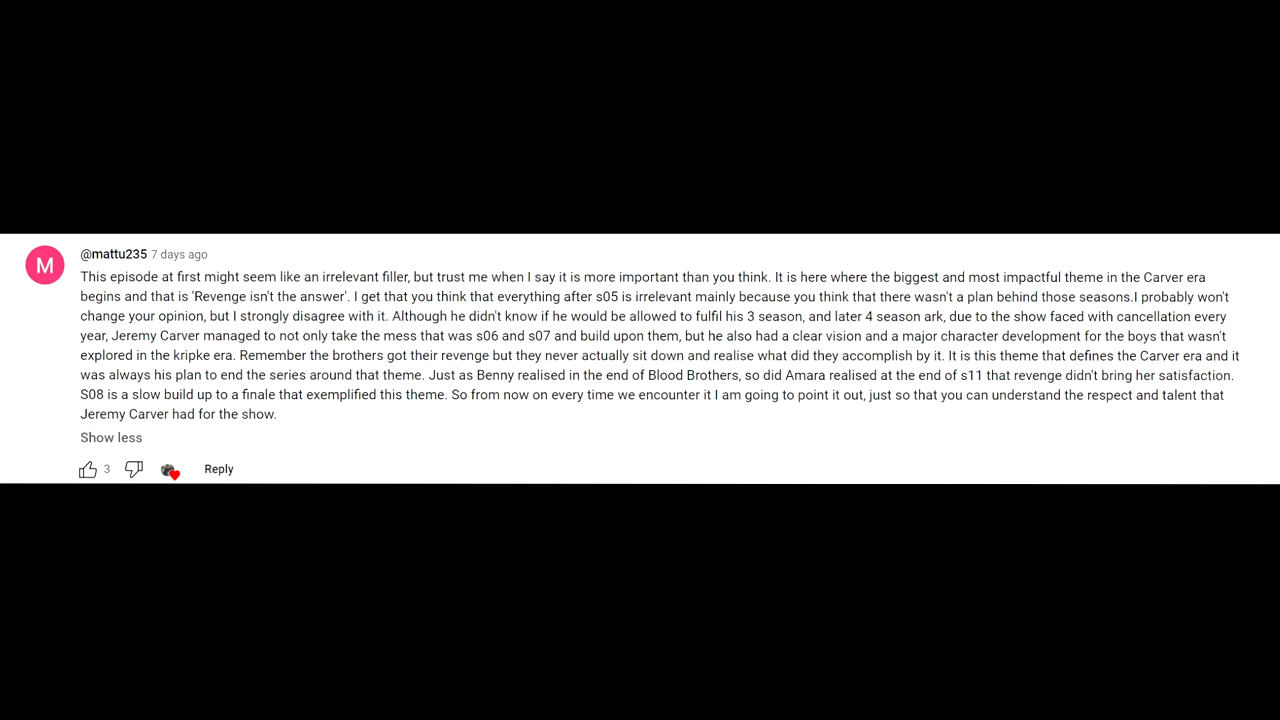 M
@mattu235 7 days ago
This episode at first might seem like an irrelevant filler, but trust me when I say it is more important than you think. It is here where the biggest and most impactful theme in the Carver era
begins and that is 'Revenge isn't the answer'. I get that you think that everything after s05 is irrelevant mainly because you think that there wasn't a plan behind those seasons.I probably won't
change your opinion, but I strongly disagree with it. Although he didn't know if he would be allowed to fulfil his 3 season, and later 4 season ark, due to the show faced with cancellation every
year, Jeremy Carver managed to not only take the mess that was s06 and s07 and build upon them, but he also had a clear vision and a major character development for the boys that wasn't
explored in the kripke era. Remember the brothers got their revenge but they never actually sit down and realise what did they accomplish by it. It is this theme that defines the Carver era and it
was always his plan to end the series around that theme. Just as Benny realised in the end of Blood Brothers, so did Amara realised at the end of s11 that revenge didn't bring her satisfaction.
S08 is a slow build up to a finale that exemplified this theme. So from now on every time we encounter it I am going to point it out, just so that you can understand the respect and talent that
Jeremy Carver had for the show.
Show less
3 Reply